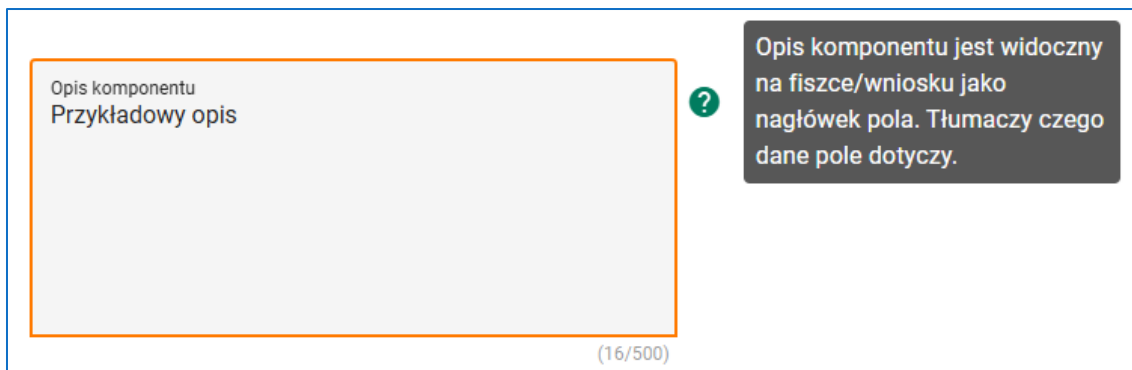 Opis komponentu
Przykładowy opis
(16/500)
?
Opis komponentu jest widoczny
na fiszce/wniosku jako
nagłówek pola. Tłumaczy czego
dane pole dotyczy.